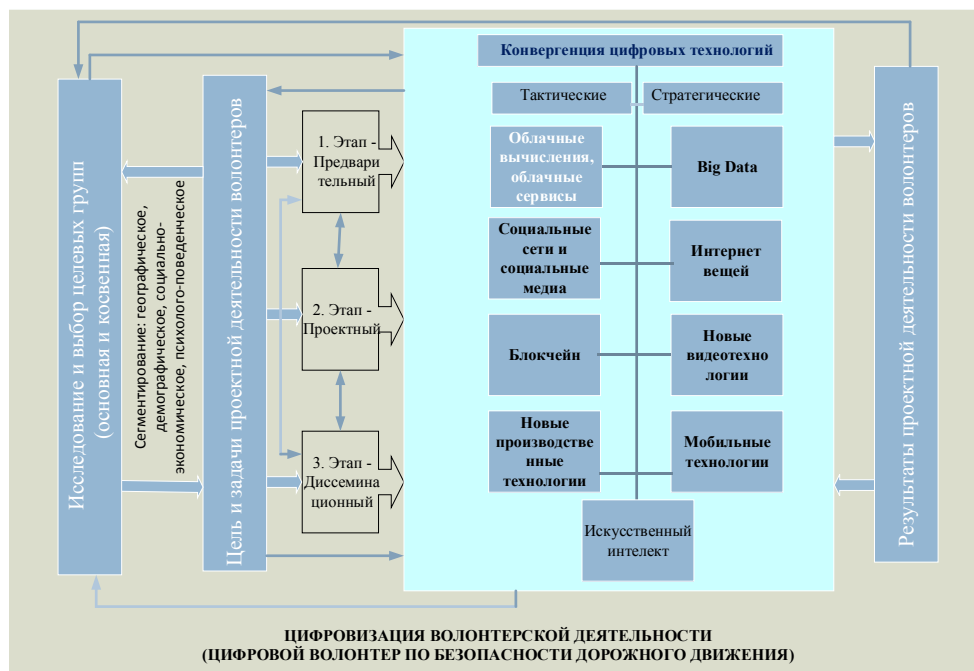 Исследование и выбор целевых групп
(основная и косвенная)
Сегментирование: географическое,
демографическое, социально-
экономическое, психолого-поведенческое
Цель и задачи проектной деятельности волонтеров
1. Этап -
Предвари
тельный
2. Этап -
Проектный
3. Этап -
Диссемина
ционный
Конвергенция цифровых технологий
Тактические
Стратегические
Облачные
вычисления,
облачные
сервисы
Big Data
Социальные
сети и
социальные
медиа
Интернет
вещей
Блокчейн
Новые
видеотехно
логии
Новые
производстве
нные
технологии
Мобильные
технологии
Искусственный
интелект
Результаты проектной деятельности волонтеров
ЦИФРОВИЗАЦИЯ ВОЛОНТЕРСКОЙ ДЕЯТЕЛЬНОСТИ
(ЦИФРОВОЙ ВОЛОНТЕР ПО БЕЗОПАСНОСТИ ДОРОЖНОГО ДВИЖЕНИЯ)